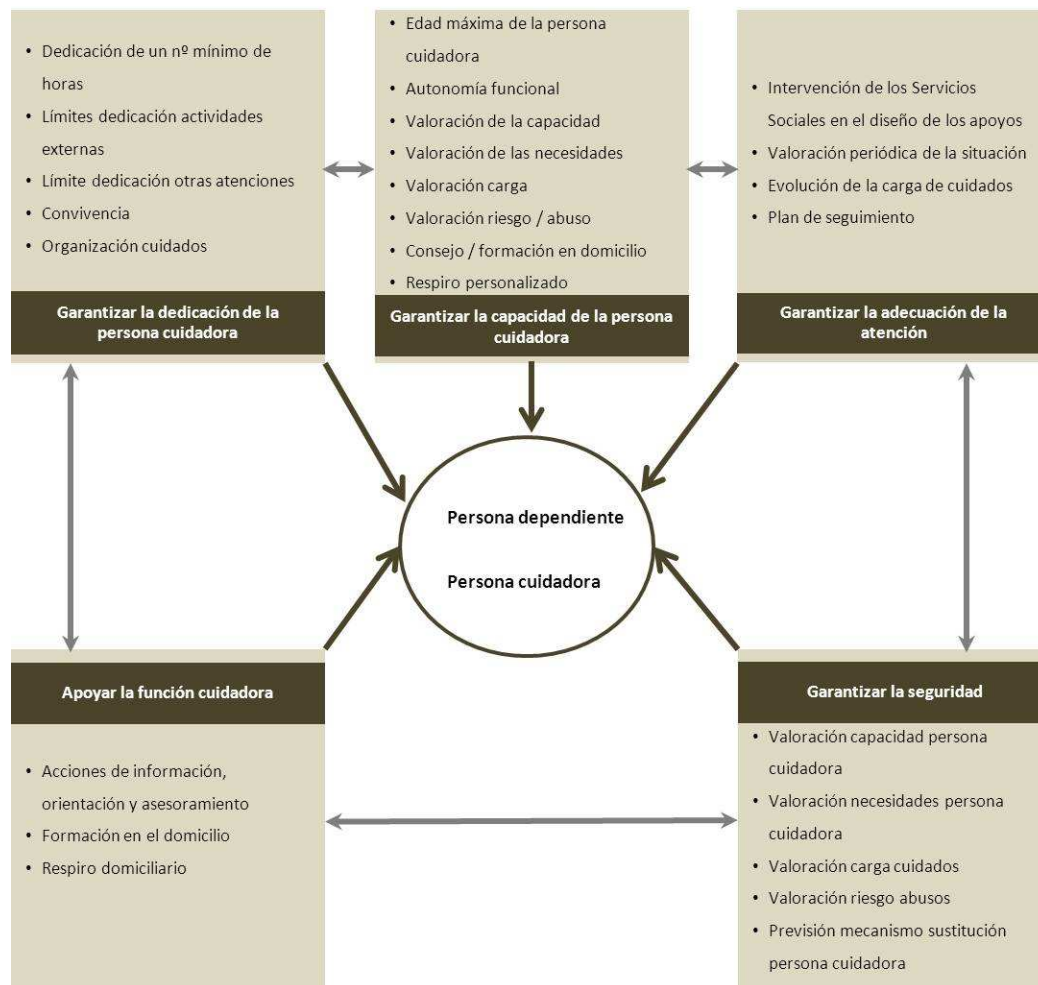 • Dedicación de un nº mínimo de
horas
• Límites dedicación actividades
externas
• Límite dedicación otras atenciones
• Convivencia
• Organización cuidados
Garantizar la dedicación de la
persona cuidadora
• Edad máxima de la persona
cuidadora
• Autonomía funcional
• Valoración de la capacidad
• Valoración de las necesidades
• Valoración carga
• Valoración riesgo / abuso
• Consejo / formación en domicilio
• Respiro personalizado
Garantizar la capacidad de la persona
cuidadora
• Intervención de los Servicios
Sociales en el diseño de los apoyos
• Valoración periódica de la situación
• Evolución de la carga de cuidados
• Plan de seguimiento
Garantizar la adecuación de la
atención
Persona dependiente
Persona cuidadora
Apoyar la función cuidadora
• Acciones de información,
orientación y asesoramiento
• Formación en el domicilio
• Respiro domiciliario
Garantizar la seguridad
• Valoración capacidad persona
cuidadora
• Valoración necesidades persona
cuidadora
• Valoración carga cuidados
• Valoración riesgo abusos
• Previsión mecanismo sustitución
persona cuidadora